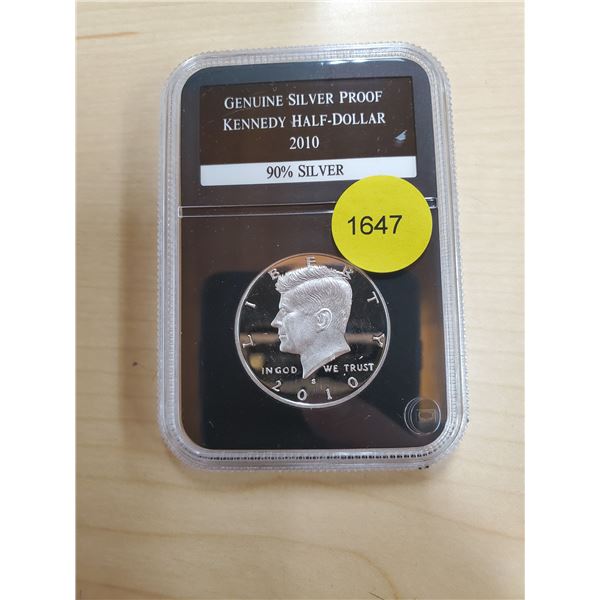 GENUINE SILVER PROOF
KENNEDY HALF-DOLLAR
2010
90% SILVER
1647
LIBERTY
IN GOD WE TRUST
S
2010